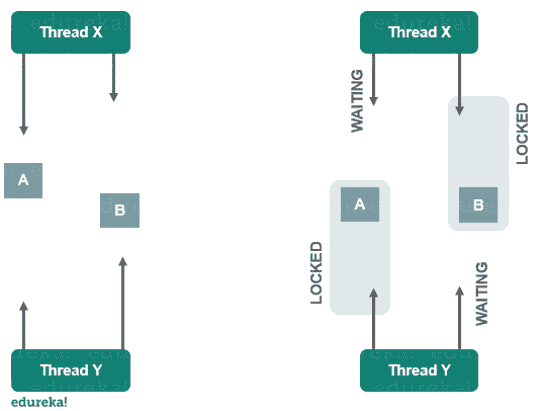 Thread X
Thread X
WAITING
LOCKED
A
B
A
B
LOCKED
WAITING
Thread Y
Thread Y
edureka!